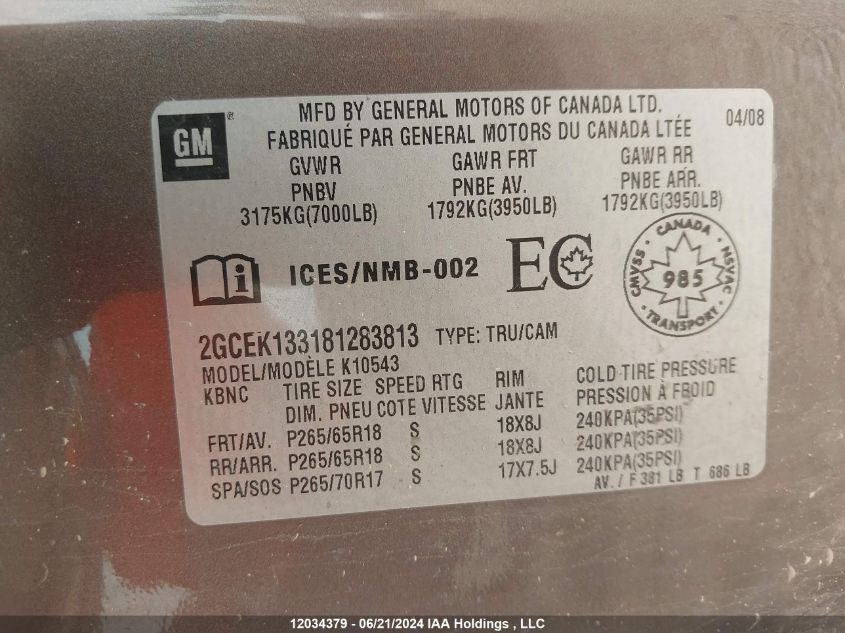 GM®
MFD BY GENERAL MOTORS OF CANADA LTD.
FABRIQUÉ PAR GENERAL MOTORS DU CANADA LTÉE
04/08
GVWR GAWR FRT GAWR RR
PNBV PNBE AV. PNBE ARR.
3175KG(7000LB) 1792KG(3950LB) 1792KG(3950LB)
i ICES/NMB-002 EC
CANADA
CMVSS 985 NSVAC
TRANSPORT
2GCEK133181283813 TYPE: TRU/CAM
MODEL/MODÈLE K10543
KBNC TIRE SIZE SPEED RTG RIM COLD TIRE PRESSURE
DIM. PNEU COTE VITESSE JANTE PRESSION À FROID
FRT/AV. P265/65R18 S 18X8J 240KPA(35PSI)
RR/ARR. P265/65R18 S 18X8J 240KPA(35PSI)
SPA/SOS P265/70R17 S 17X7.5J 240KPA(35PSI)
AV. / F 381 LB T 686 LB
12034379 - 06/21/2024 IAA Holdings , LLC